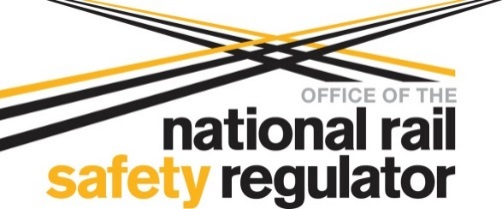 OFFICE OF THE
national rail
safety regulator